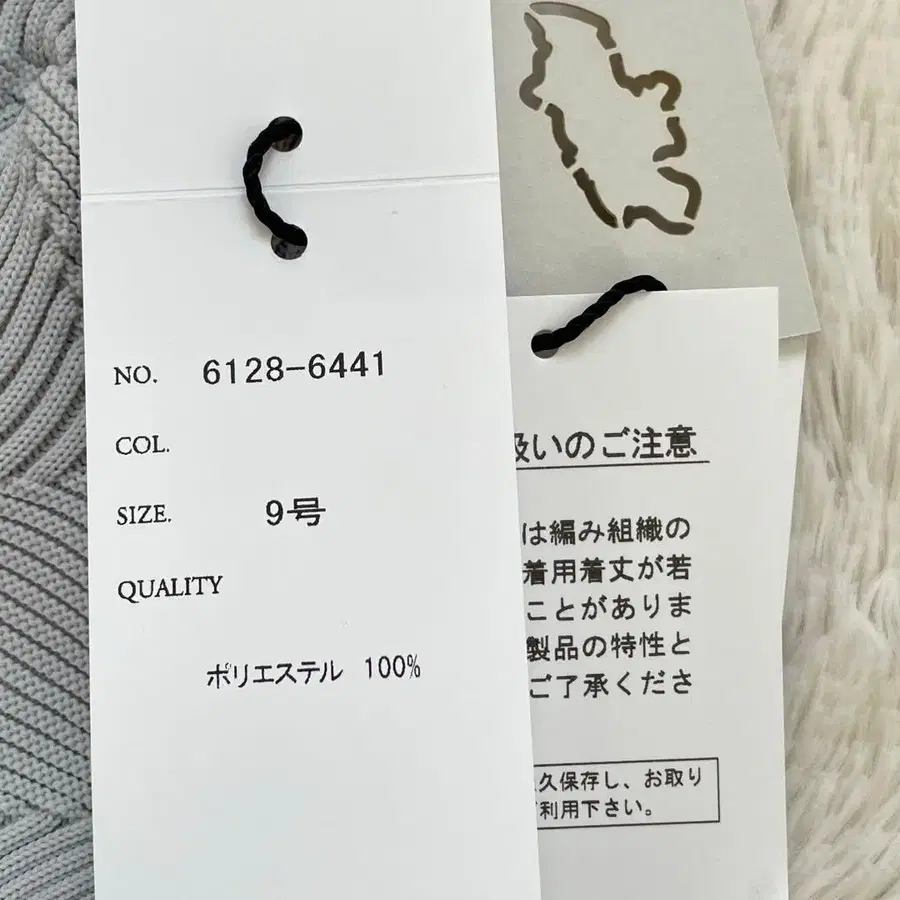 NO. 6128-6441
COL.
SIZE. 9号
QUALITY
ポリエステル 100%
扱いのご注意
は編み組織の
着用着丈が若
ことがありま
製品の特性と
ご了承くださ
久保存し、お取り
利用下さい。